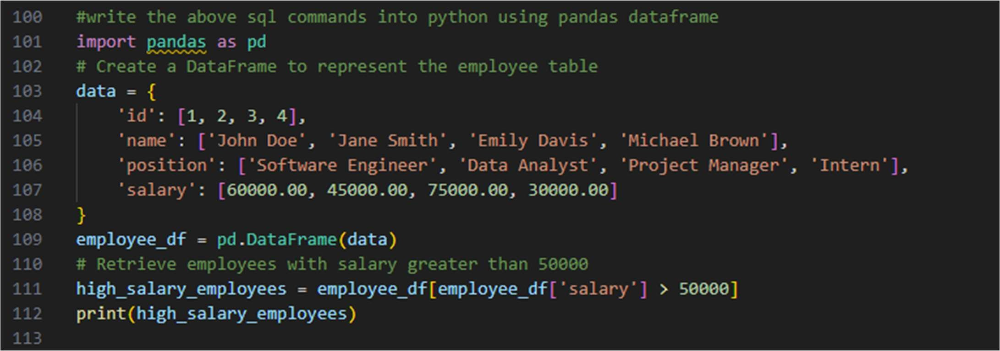 100 #write the above sql commands into python using pandas dataframe
101 import pandas as pd
102 # Create a DataFrame to represent the employee table
103 data = {
104     'id': [1, 2, 3, 4],
105     'name': ['John Doe', 'Jane Smith', 'Emily Davis', 'Michael Brown'],
106     'position': ['Software Engineer', 'Data Analyst', 'Project Manager', 'Intern'],
107     'salary': [60000.00, 45000.00, 75000.00, 30000.00]
108 }
109 employee_df = pd.DataFrame(data)
110 # Retrieve employees with salary greater than 50000
111 high_salary_employees = employee_df[employee_df['salary'] > 50000]
112 print(high_salary_employees)
113